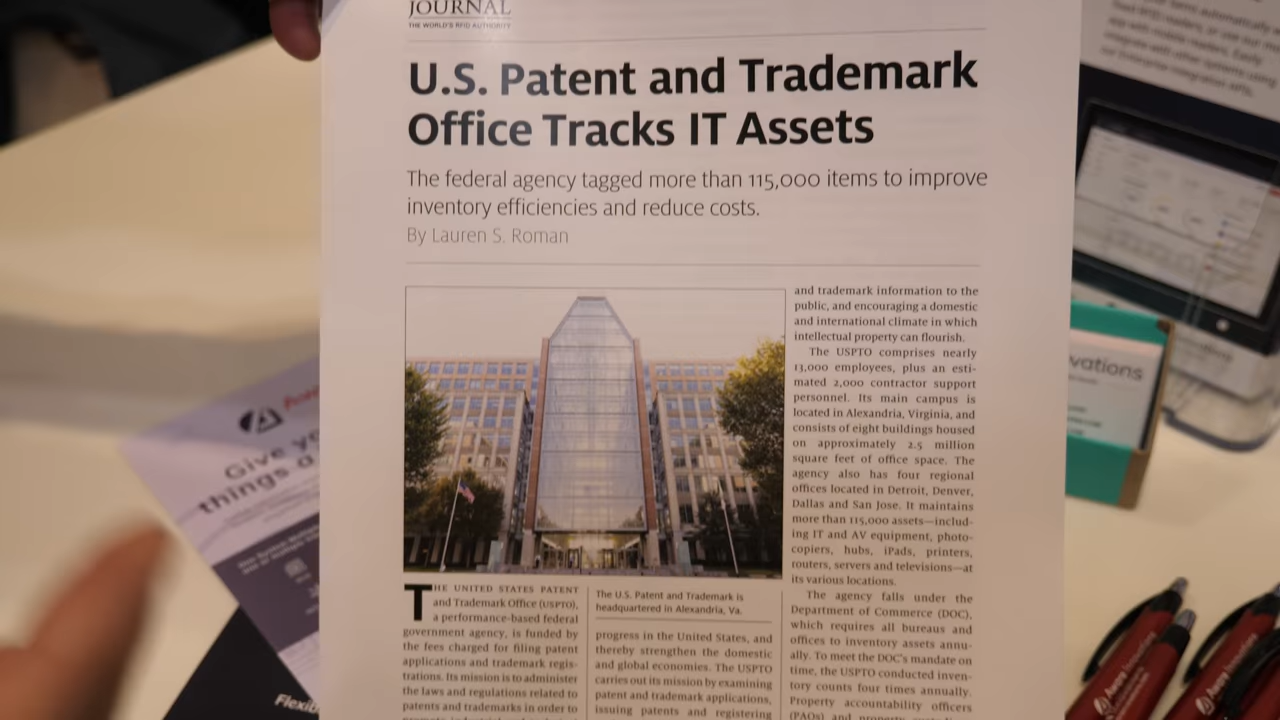 JOURNAL
THE WORLD'S RFID AUTHORITY
U.S. Patent and Trademark
Office Tracks IT Assets
The federal agency tagged more than 115,000 items to improve
inventory efficiencies and reduce costs.
By Lauren S. Roman
THE UNITED STATES PATENT
and Trademark Office (USPTO),
a performance-based federal
government agency, is funded by
the fees charged for filing patent
applications and trademark regis-
trations. Its mission is to administer
the laws and regulations related to
patents and trademarks in order to
The U.S. Patent and Trademark is
headquartered in Alexandria, Va.
progress in the United States, and
thereby strengthen the domestic
and global economies. The USPTO
carries out its mission by examining
patent and trademark applications,
issuing patents and registering
and trademark information to the
public, and encouraging a domestic
and international climate in which
intellectual property can flourish.
The USPTO comprises nearly
13,000 employees, plus an esti-
mated 2,000 contractor support
personnel. Its main campus is
located in Alexandria, Virginia, and
consists of eight buildings housed
on approximately 2.5 million
square feet of office space. The
agency also has four regional
offices located in Detroit, Denver,
Dallas and San Jose. It maintains
more than 115,000 assets—includ-
ing IT and AV equipment, photo-
copiers, hubs, iPads, printers,
routers, servers and televisions—at
its various locations.
The agency falls under the
Department of Commerce (DOC),
which requires all bureaus and
offices to inventory assets annu-
ally. To meet the DOC's mandate on
time, the USPTO conducted inven-
tory counts four times annually.
Property accountability officers
(PAOs) and
Give yo
things a
Flexib
vations